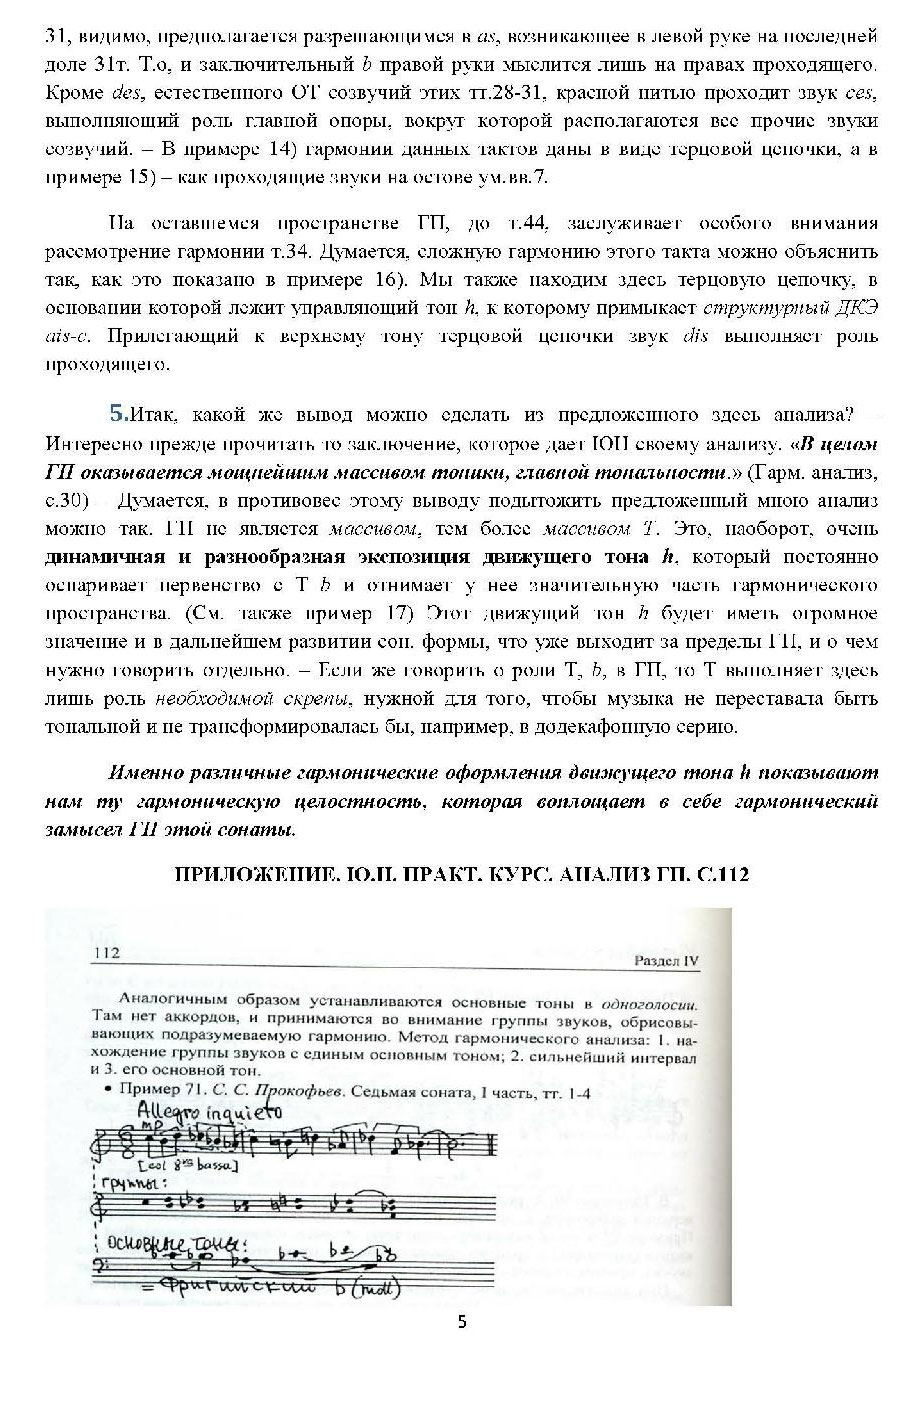 31, видимо, предполагается разрешающимся в as, возникающее в левой руке на последней
доле 31т. Т.о, и заключительный b правой руки мыслится лишь на правах проходящего.
Кроме des, естественного ОТ созвучий этих тт.28-31, красной нитью проходит звук ces,
выполняющий роль главной опоры, вокруг которой располагаются все прочие звуки
созвучий. – В примере 14) гармонии данных тактов даны в виде терцовой цепочки, а в
примере 15) – как проходящие звуки на остове ум.вв.7.
На оставшемся пространстве ГП, до т.44, заслуживает особого внимания
рассмотрение гармонии т.34. Думается, сложную гармонию этого такта можно объяснить
так, как это показано в примере 16). Мы также находим здесь терцовую цепочку, в
основании которой лежит управляющий тон h, к которому примыкает структурный ДКЭ
ais-c. Прилегающий к верхнему тону терцовой цепочки звук dis выполняет роль
проходящего.
5.Итак, какой же вывод можно сделать из предложенного здесь анализа?
Интересно прежде прочитать то заключение, которое дает ЮН своему анализу. «В целом
ГП оказывается мощнейшим массивом тоники, главной тональности.» (Гарм. анализ,
с.30) Думается, в противовес этому выводу подытожить предложенный мною анализ
можно так. ГП не является массивом, тем более массивом Т. Это, наоборот, очень
динамичная и разнообразная экспозиция движущего тона h, который постоянно
оспаривает первенство с Т b и отнимает у нее значительную часть гармонического
пространства. (См. также пример 17) Этот движущий тон h будет иметь огромное
значение и в дальнейшем развитии сон. формы, что уже выходит за пределы ГП, и о чем
нужно говорить отдельно. – Если же говорить о роли Т, b, в ГП, то Т выполняет здесь
лишь роль необходимой скрепы, нужной для того, чтобы музыка не переставала быть
тональной и не трансформировалась бы, например, в додекафонную серию.
Именно различные гармонические оформления движущего тона h показывают
нам ту гармоническую целостность, которая воплощает в себе гармонический
замысел ГП этой сонаты.
ПРИЛОЖЕНИЕ. Ю.Н. ПРАКТ. КУРС. АНАЛИЗ ГП. С.112
112
Раздел IV
Аналогичным образом устанавливаются основные тоны в одноголосии.
Там нет аккордов, и принимаются во внимание группы звуков, обрисовы-
вающих подразумеваемую гармонию. Метод гармонического анализа: 1. на-
хождение группы звуков с единым основным тоном; 2. сильнейший интервал
и 3. его основной тон.
• Пример 71. С. С. Прокофьев. Седьмая соната, I часть, тт. 1-4
Allegro inquieto
mp
[col 8va bassa]
группы:
основные тоны:
= Фригийский b (moll)
5